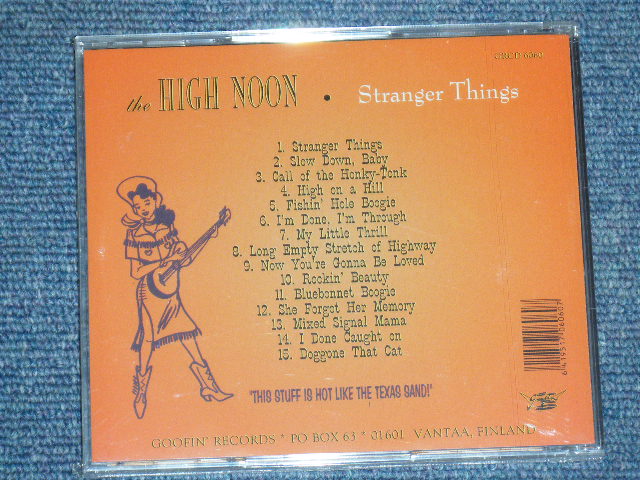 GRCD 6060
the HIGH NOON • Stranger Things
1. Stranger Things
2. Slow Down, Baby
3. Call of the Honky-Tonk
4. High on a Hill
5. Fishin' Hole Boogie
6. I'm Done, I'm Through
7. My Little Thrill
8. Long Empty Stretch of Highway
9. Now You're Gonna Be Loved
10. Rockin' Beauty
11. Bluebonnet Boogie
12. She Forgot Her Memory
13. Mixed Signal Mama
14. I Done Caught on
15. Doggone That Cat
"THIS STUFF IS HOT LIKE THE TEXAS SAND!"
GOOFIN' RECORDS * PO BOX 63 * 01601 VANTAA, FINLAND